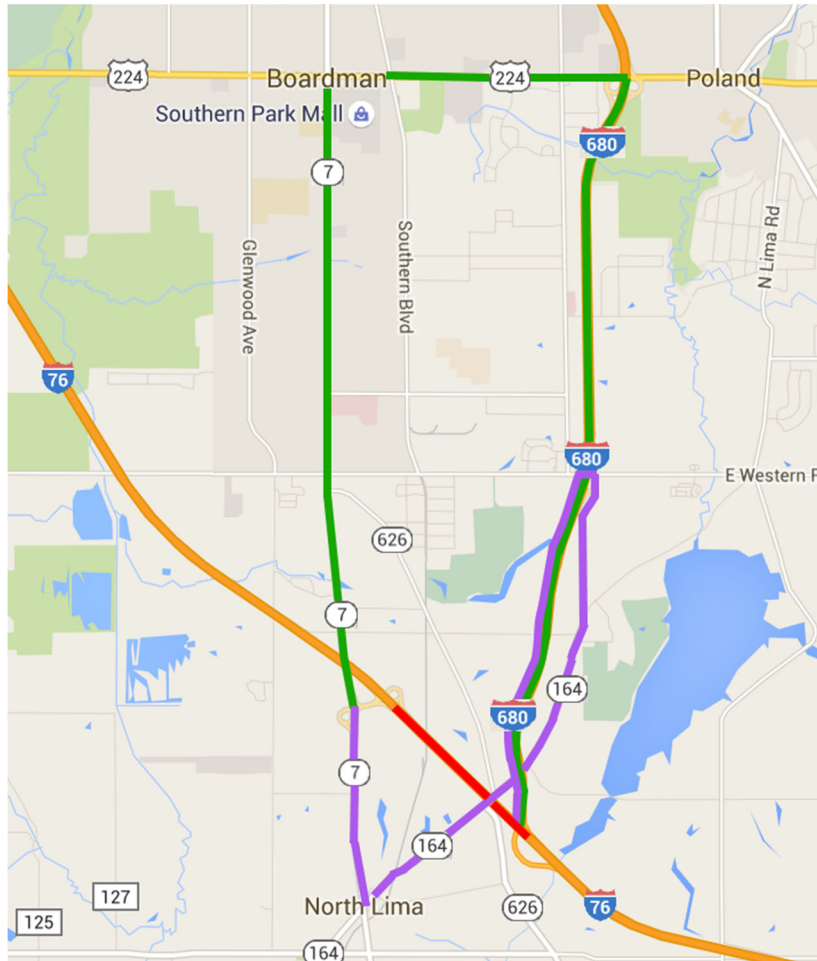 224
Boardman
224
Poland
Southern Park Mall
680
7
N Lima Rd
Southern Blvd
Glenwood Ave
76
680
E Western R
626
7
164
680
7
164
127
North Lima
626
76
125
164